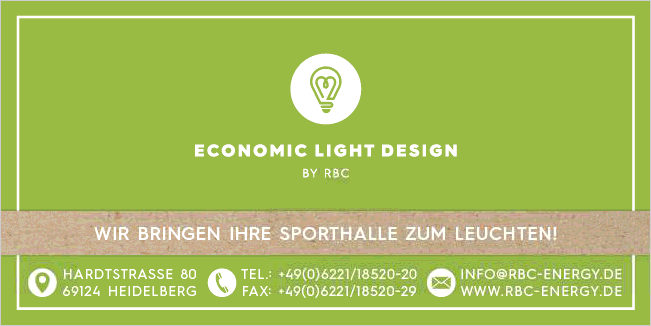 ECONOMIC LIGHT DESIGN
BY RBC
WIR BRINGEN IHRE SPORTHALLE ZUM LEUCHTEN!
HARDTSTRASSE 80
69124 HEIDELBERG
TEL.: +49(0)6221/18520-20
FAX: +49(0)6221/18520-29
INFO@RBC-ENERGY.DE
WWW.RBC-ENERGY.DE